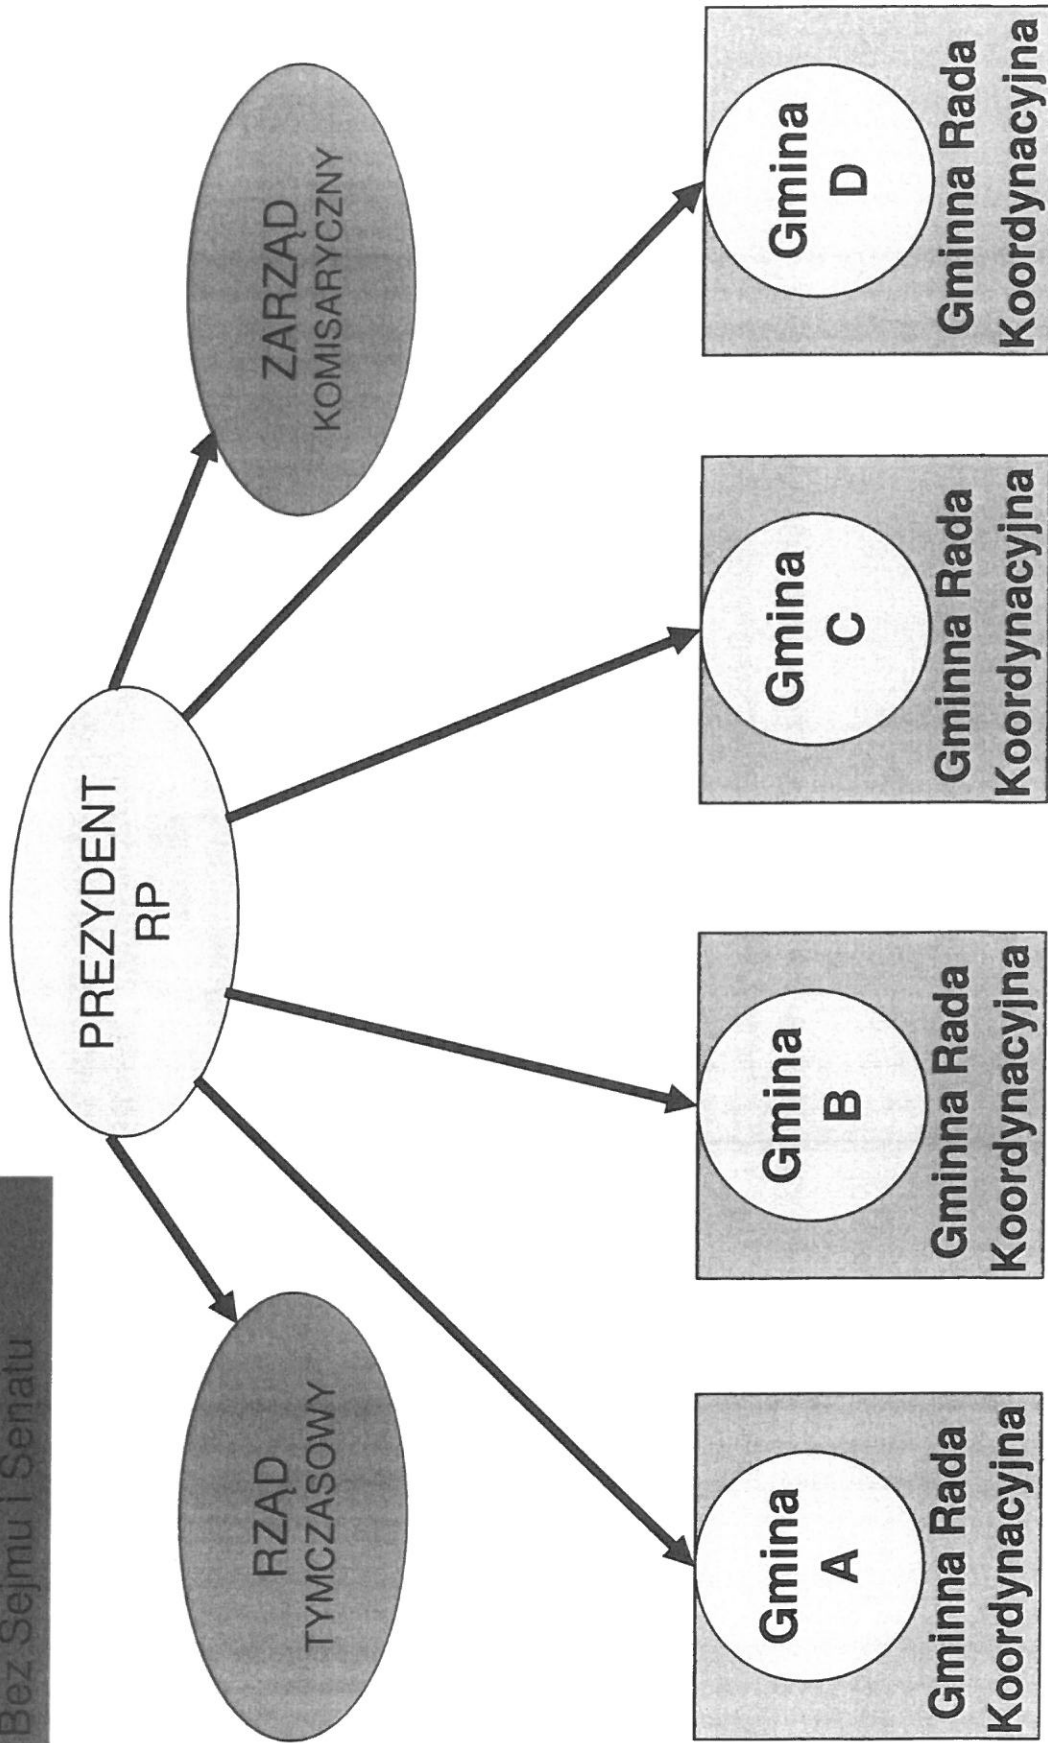 Bez Sejmu i Senatu
PREZYDENT
RP
RZĄD
TYMCZASOWY
ZARZĄD
KOMISARYCZNY
Gmina
A
Gminna Rada
Koordynacyjna
Gmina
B
Gminna Rada
Koordynacyjna
Gmina
C
Gminna Rada
Koordynacyjna
Gmina
D
Gminna Rada
Koordynacyjna